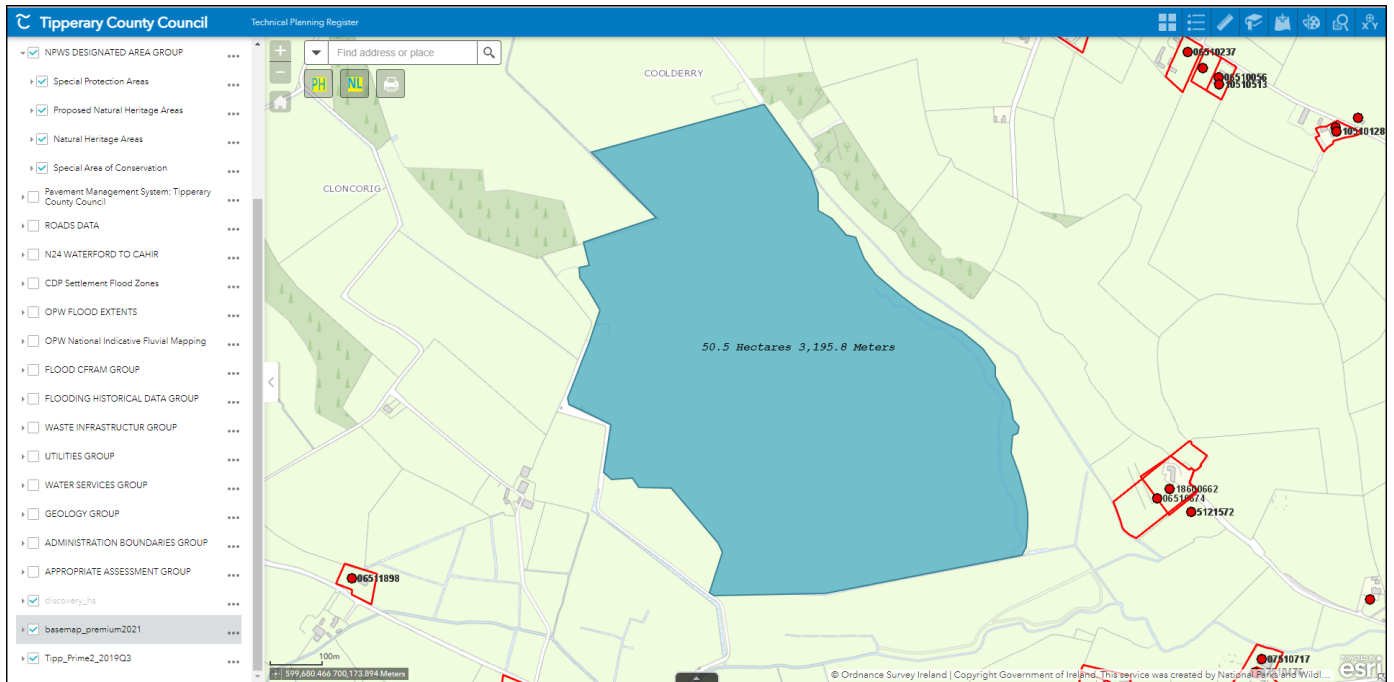 Tipperary County Council
Technical Planning Register
NPWS DESIGNATED AREA GROUP
Special Protection Areas
Proposed Natural Heritage Areas
Natural Heritage Areas
Special Area of Conservation
Pavement Management System: Tipperary
County Council
ROADS DATA
N24 WATERFORD TO CAHIR
CDP Settlement Flood Zones
OPW FLOOD EXTENTS
OPW National Indicative Fluvial Mapping
FLOOD CFRAM GROUP
FLOODING HISTORICAL DATA GROUP
WASTE INFRASTRUCTUR GROUP
UTILITIES GROUP
WATER SERVICES GROUP
GEOLOGY GROUP
ADMINISTRATION BOUNDARIES GROUP
APPROPRIATE ASSESSMENT GROUP
discovery_hs
basemap_premium2021
Tipp_Prime2_2019Q3
Find address or place
PH NL
COOLDERRY
CLONCORIG
06510237
06510056
10510513
10510128
50.5 Hectares 3,195.8 Meters
18600662
06510874
5121572
06511898
07510717
100m
599,680.466 700,173.894 Meters
© Ordnance Survey Ireland | Copyright Government of Ireland. This service was created by National Parks and Wildl...
POWERED BY
esri